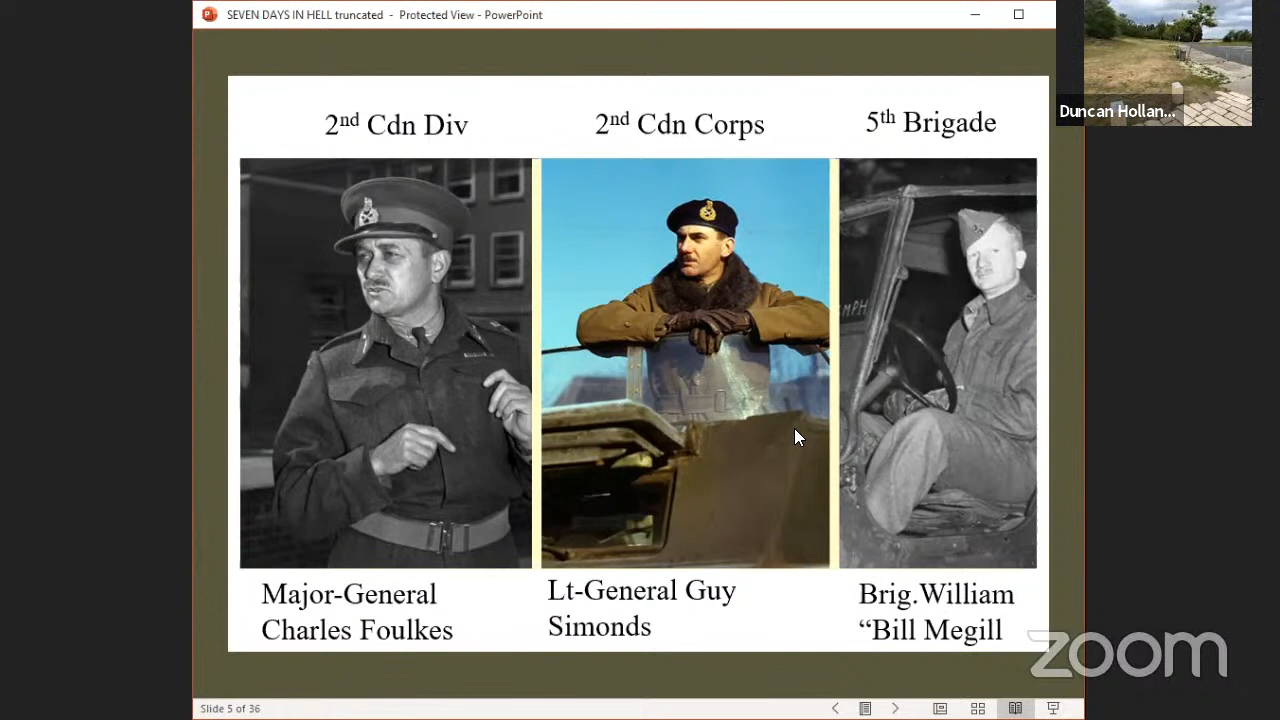 SEVEN DAYS IN HELL truncated - Protected View - PowerPoint
Duncan Hollan...
2nd Cdn Div
2nd Cdn Corps
5th Brigade
Major-General
Charles Foulkes
Lt-General Guy
Simonds
Brig.William
“Bill Megill
zoom
Slide 5 of 36